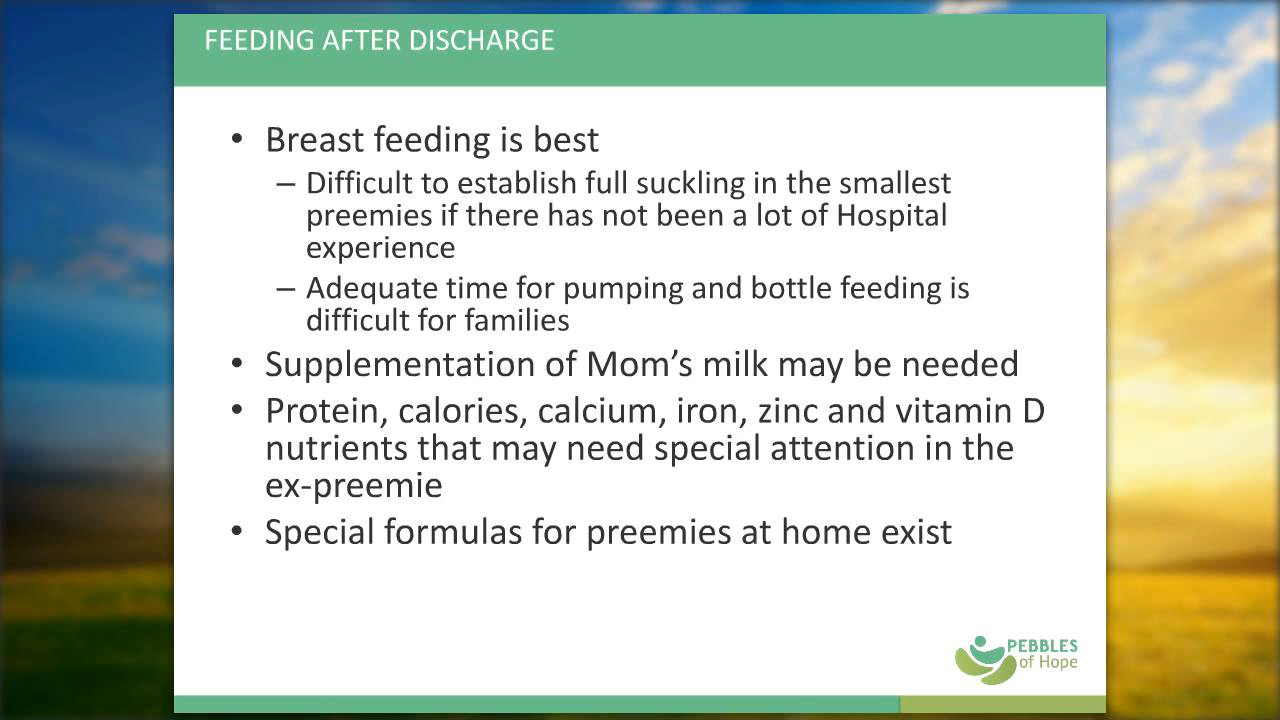 FEEDING AFTER DISCHARGE
• Breast feeding is best
– Difficult to establish full suckling in the smallest
preemies if there has not been a lot of Hospital
experience
– Adequate time for pumping and bottle feeding is
difficult for families
• Supplementation of Mom’s milk may be needed
• Protein, calories, calcium, iron, zinc and vitamin D
nutrients that may need special attention in the
ex-preemie
• Special formulas for preemies at home exist
PEBBLES
of Hope